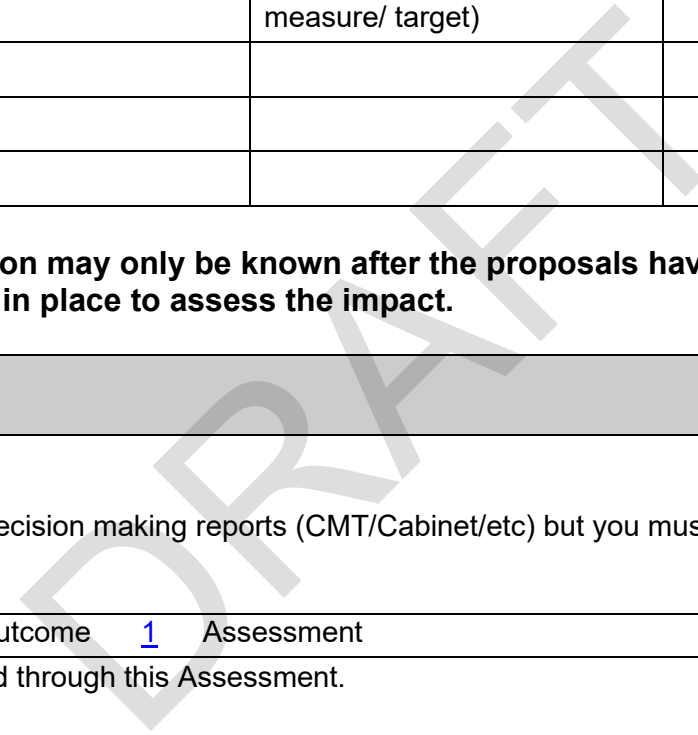 measure/ target)
on may only be known after the proposals hav
in place to assess the impact.
ecision making reports (CMT/Cabinet/etc) but you mus
utcome 1 Assessment
d through this Assessment.
DRAFT